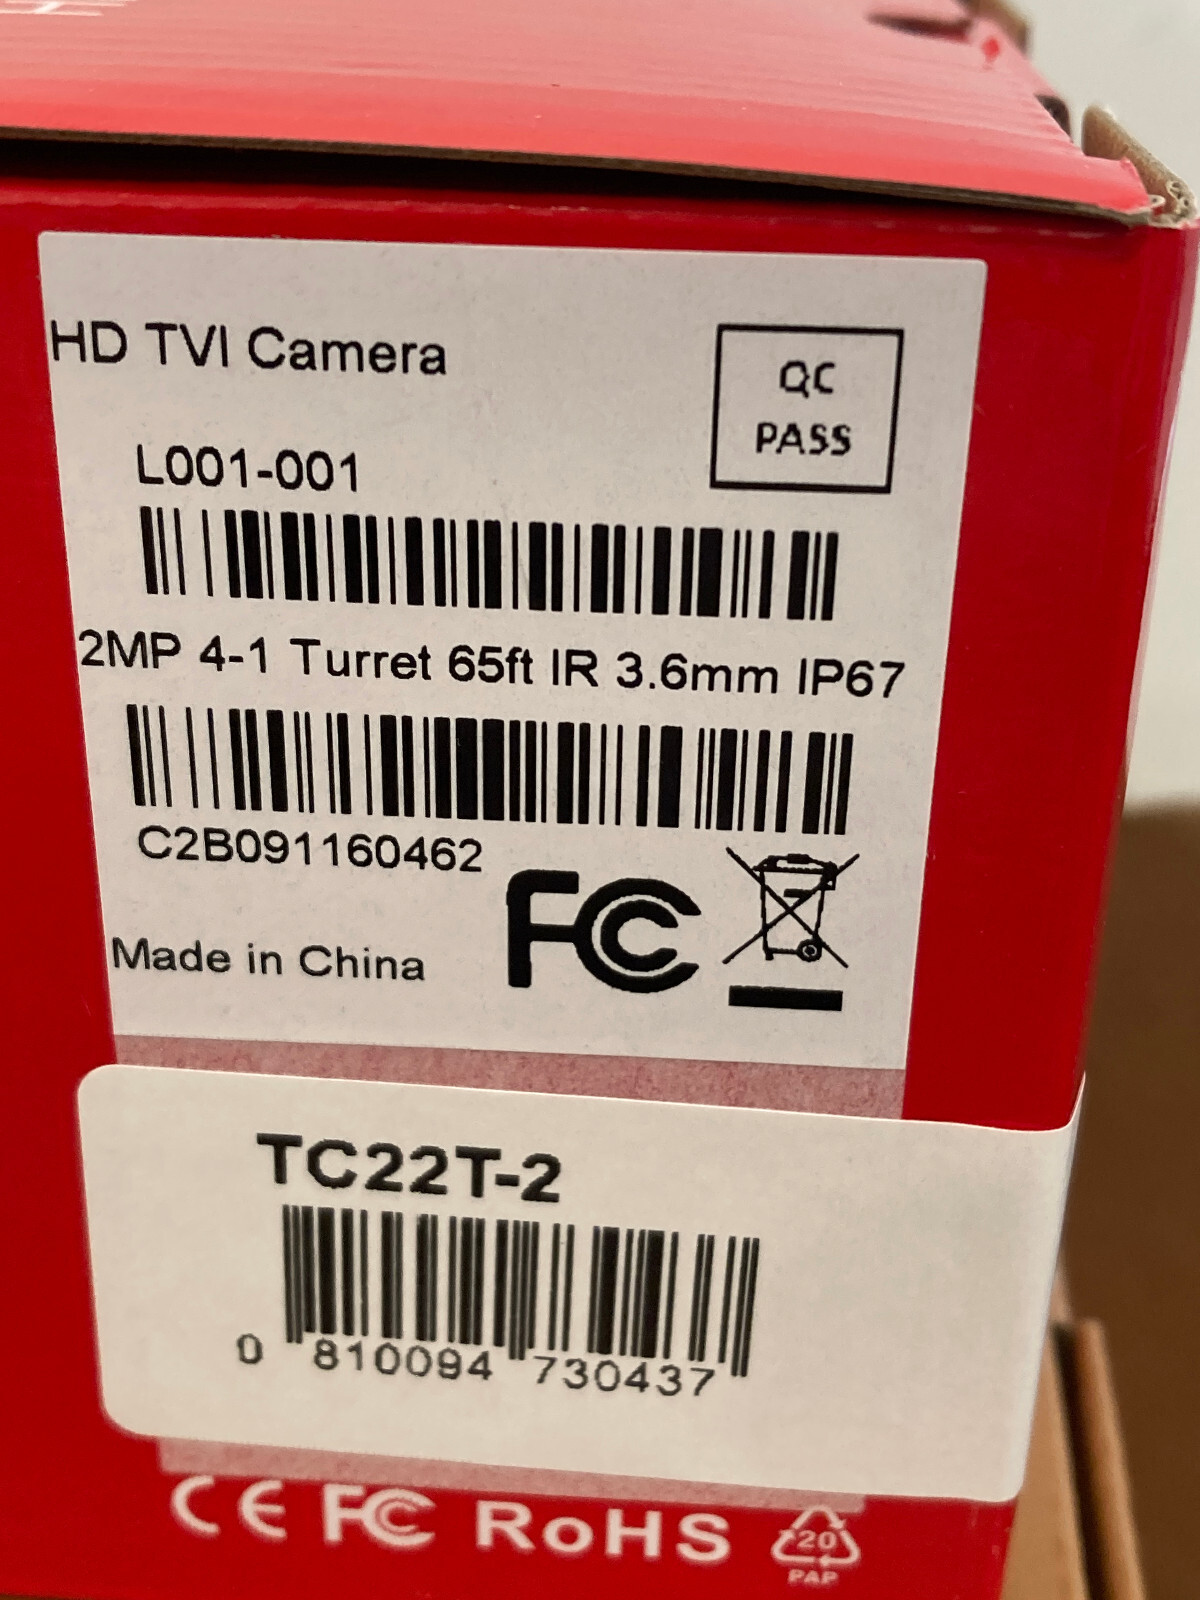 HD TVI Camera
QC
PASS
L001-001
2MP 4-1 Turret 65ft IR 3.6mm IP67
C2B091160462
FC
Made in China
TC22T-2
0 810094 730437
CE FC RoHS 20
PAP